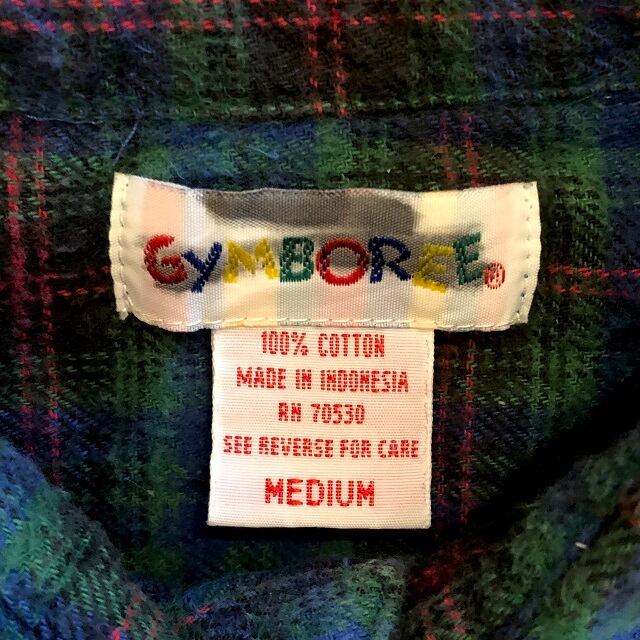 GYMBOREE®
100% COTTON
MADE IN INDONESIA
RN 70530
SEE REVERSE FOR CARE
MEDIUM